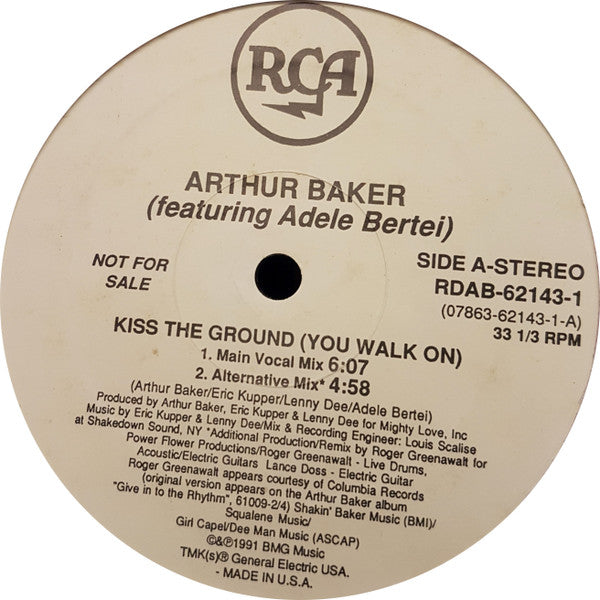 RCA
ARTHUR BAKER
(featuring Adele Bertei)
NOT FOR
SALE
SIDE A-STEREO
RDAB-62143-1
(07863-62143-1-A)
33 1/3 RPM
KISS THE GROUND (YOU WALK ON)
1. Main Vocal Mix 6:07
2. Alternative Mix* 4:58
(Arthur Baker/Eric Kupper/Lenny Dee/Adele Bertei)
Produced by Arthur Baker, Eric Kupper & Lenny Dee for Mighty Love, Inc
Music by Eric Kupper & Lenny Dee/Mix & Recording Engineer: Louis Scalise
at Shakedown Sound, NY *Additional Production/Remix by Roger Greenawalt for
Power Flower Productions/Roger Greenawalt - Live Drums,
Acoustic/Electric Guitars Lance Doss - Electric Guitar
Roger Greenawalt appears courtesy of Columbia Records
(original version appears on the Arthur Baker album
"Give in to the Rhythm", 61009-2/4) Shakin' Baker Music (BMI)/
Squalene Music/
Girl Capel/Dee Man Music (ASCAP)
©&℗1991 BMG Music
TMK(s)® General Electric USA.
- MADE IN U.S.A.